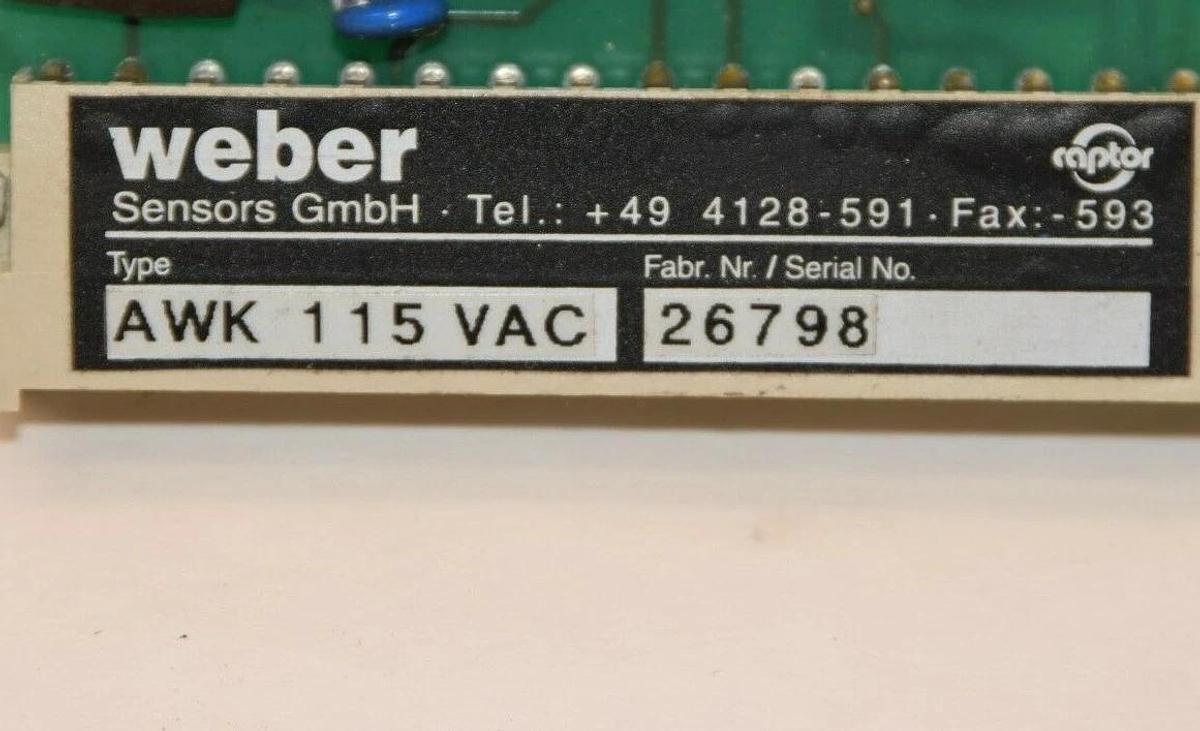 weber
raptor
Sensors GmbH · Tel.: +49 4128-591 · Fax:-593
Type
Fabr. Nr. / Serial No.
AWK 115 VAC
26798